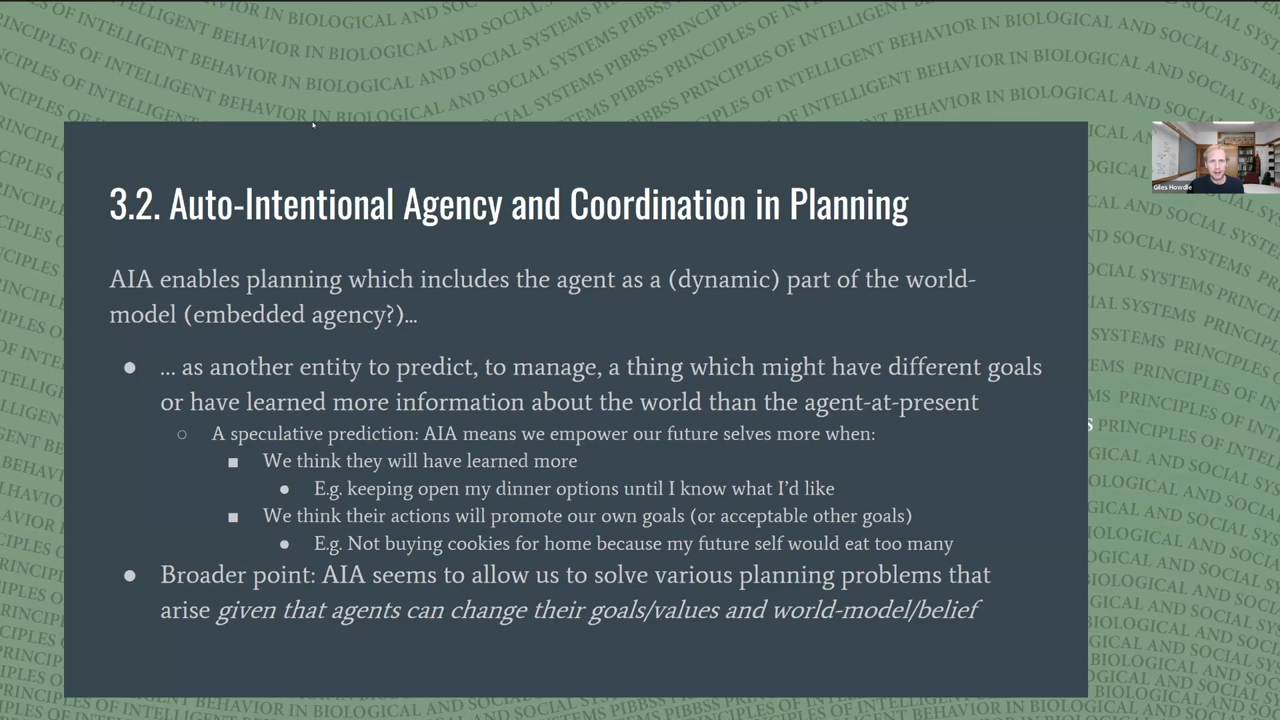 3.2. Auto-Intentional Agency and Coordination in Planning
AIA enables planning which includes the agent as a (dynamic) part of the world-
model (embedded agency?)...
● ... as another entity to predict, to manage, a thing which might have different goals
or have learned more information about the world than the agent-at-present
○ A speculative prediction: AIA means we empower our future selves more when:
■ We think they will have learned more
● E.g. keeping open my dinner options until I know what I'd like
■ We think their actions will promote our own goals (or acceptable other goals)
● E.g. Not buying cookies for home because my future self would eat too many
● Broader point: AIA seems to allow us to solve various planning problems that
arise given that agents can change their goals/values and world-model/belief
Giles Howdle
PRINCIPLES OF INTELLIGENT BEHAVIOR IN BIOLOGICAL AND SOCIAL SYSTEMS PIBBSS